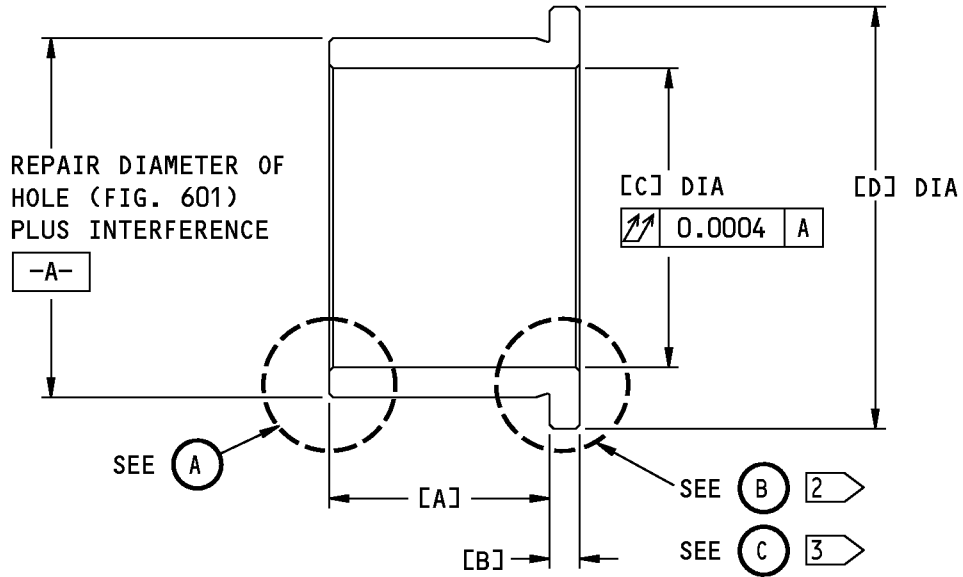 REPAIR DIAMETER OF
HOLE (FIG. 601)
PLUS INTERFERENCE
-A-
[C] DIA
0.0004 A
[D] DIA
SEE A
[A]
SEE B 2
[B]
SEE C 3